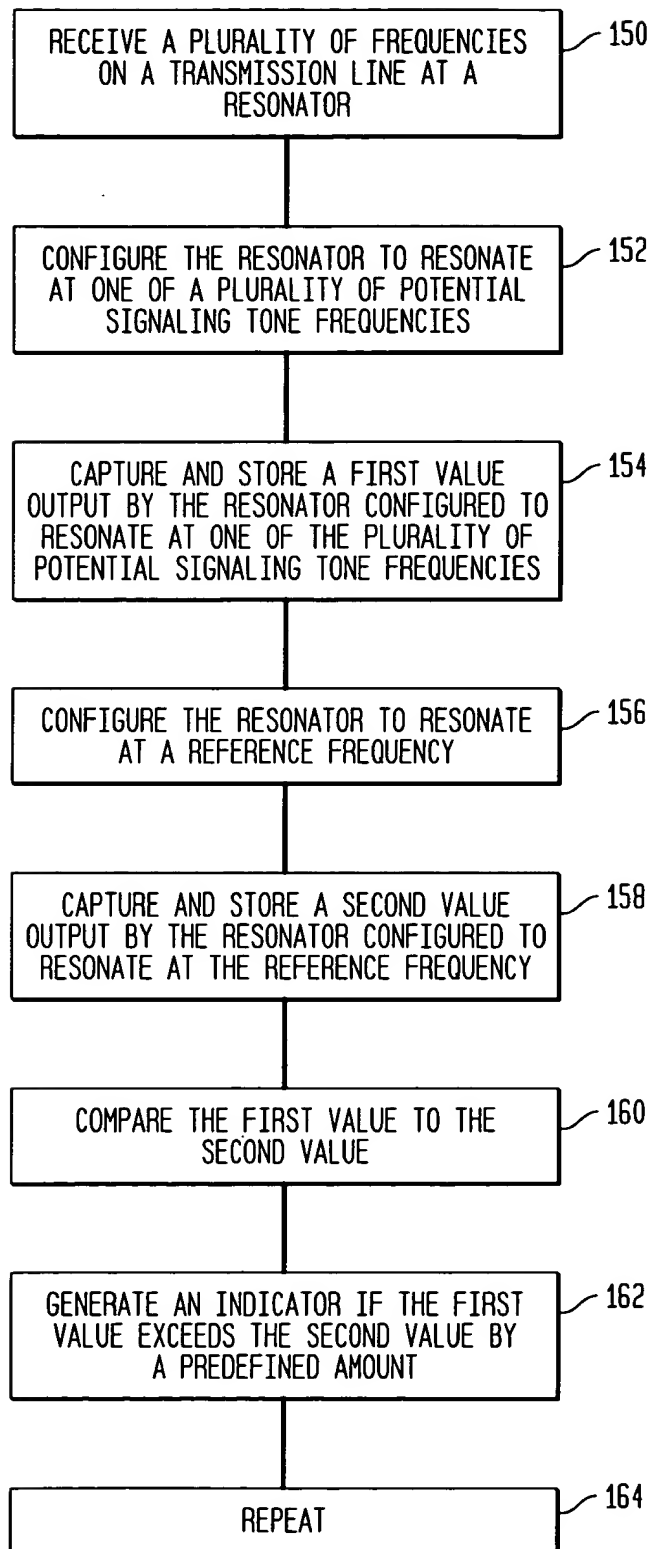 RECEIVE A PLURALITY OF FREQUENCIES
ON A TRANSMISSION LINE AT A
RESONATOR
150
CONFIGURE THE RESONATOR TO RESONATE
AT ONE OF A PLURALITY OF POTENTIAL
SIGNALING TONE FREQUENCIES
152
CAPTURE AND STORE A FIRST VALUE
OUTPUT BY THE RESONATOR CONFIGURED TO
RESONATE AT ONE OF THE PLURALITY OF
POTENTIAL SIGNALING TONE FREQUENCIES
154
CONFIGURE THE RESONATOR TO RESONATE
AT A REFERENCE FREQUENCY
156
CAPTURE AND STORE A SECOND VALUE
OUTPUT BY THE RESONATOR CONFIGURED TO
RESONATE AT THE REFERENCE FREQUENCY
158
COMPARE THE FIRST VALUE TO THE
SECOND VALUE
160
GENERATE AN INDICATOR IF THE FIRST
VALUE EXCEEDS THE SECOND VALUE BY
A PREDEFINED AMOUNT
162
REPEAT
164